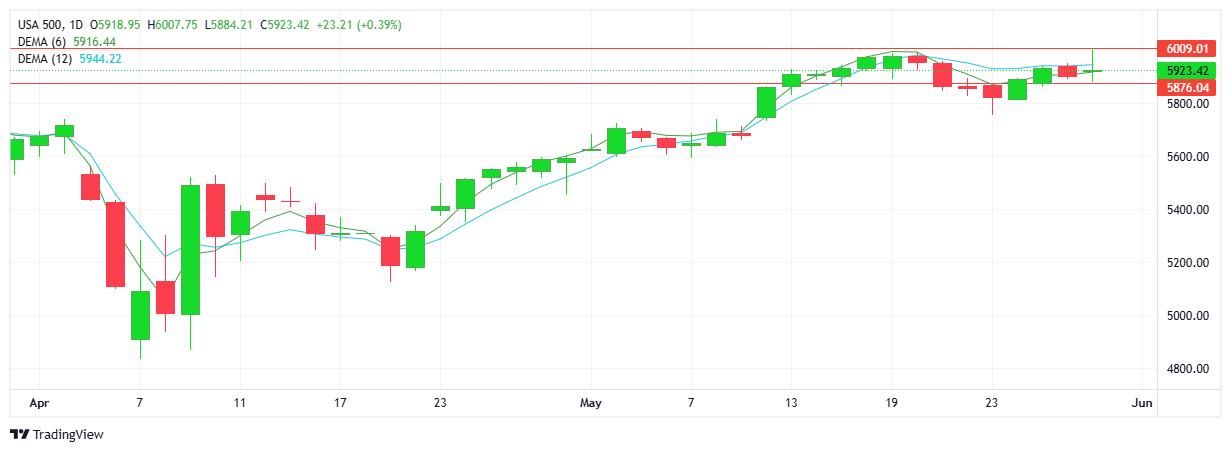 USA 500, 1D O5918.95 H6007.75 L5884.21 C5923.42 +23.21 (+0.39%)
DEMA (6) 5916.44
DEMA (12) 5944.22
6009.01
5923.42
5876.04
5800.00
5600.00
5400.00
5200.00
5000.00
4800.00
Apr 7 11 17 23 May 7 13 19 23 Jun
TradingView